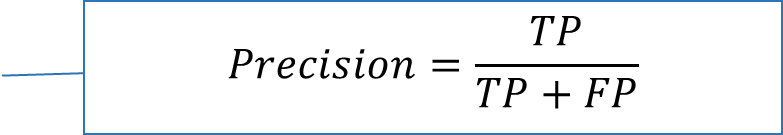 Precision = TP / TP + FP